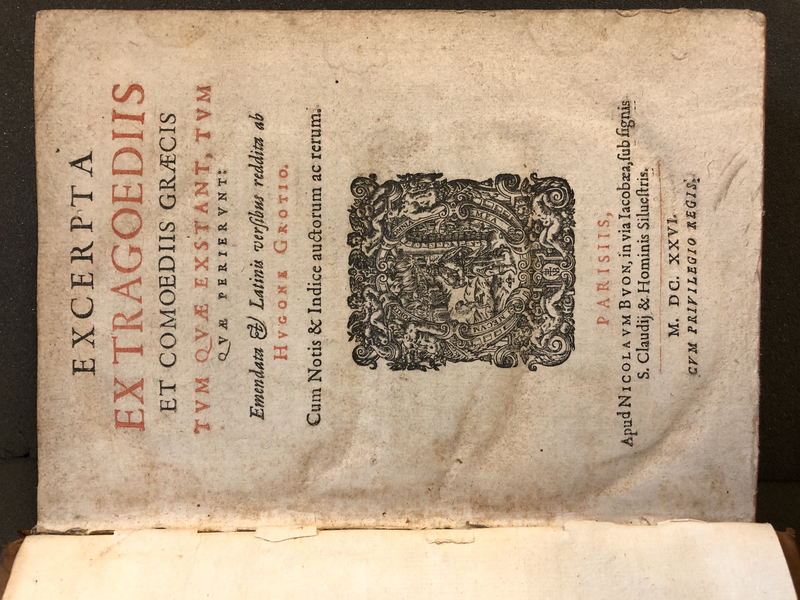 EXCERPTA
EX TRAGOEDIIS
ET COMOEDIIS GRÆCIS
TVM QVÆ EXSTANT, TVM
QVÆ PERIERVNT:
Emendata & Latinis versibus reddita ab
HVGONE GROTIO.
Cum Notis & Indice auctorum ac rerum.
PARISIIS,
Apud NICOLAVM BVON, in via Iacobæa, sub signis
S. Claudij & Hominis Siluestris.
M. DC. XXVI.
CVM PRIVILEGIO REGIS.